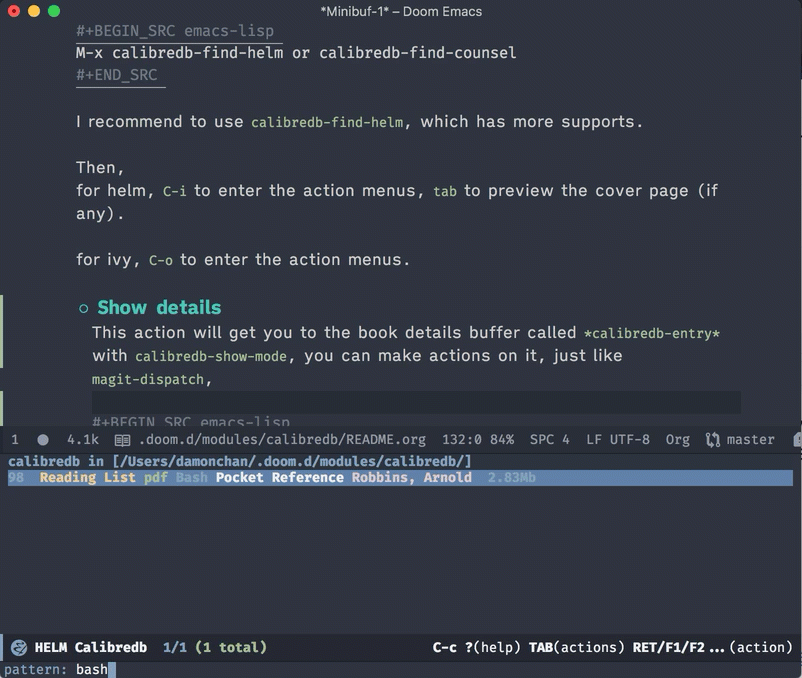 *Minibuf-1* – Doom Emacs
#+BEGIN_SRC emacs-lisp
M-x calibredb-find-helm or calibredb-find-counsel
#+END_SRC
I recommend to use calibredb-find-helm, which has more supports.
Then,
for helm, C-i to enter the action menus, tab to preview the cover page (if
any).
for ivy, C-o to enter the action menus.
Show details
This action will get you to the book details buffer called *calibredb-entry*
with calibredb-show-mode, you can make actions on it, just like
magit-dispatch,
#+BEGIN_SRC emacs-lisp
1 4.1k .doom.d/modules/calibredb/README.org 132:0 84% SPC 4 LF UTF-8 Org master
calibredb in [/Users/damonchan/.doom.d/modules/calibredb/]
98 Reading List pdf Bash Pocket Reference Robbins, Arnold 2.83Mb
HELM Calibredb 1/1 (1 total) C-c ?(help) TAB(actions) RET/F1/F2 … (action)
pattern: bash